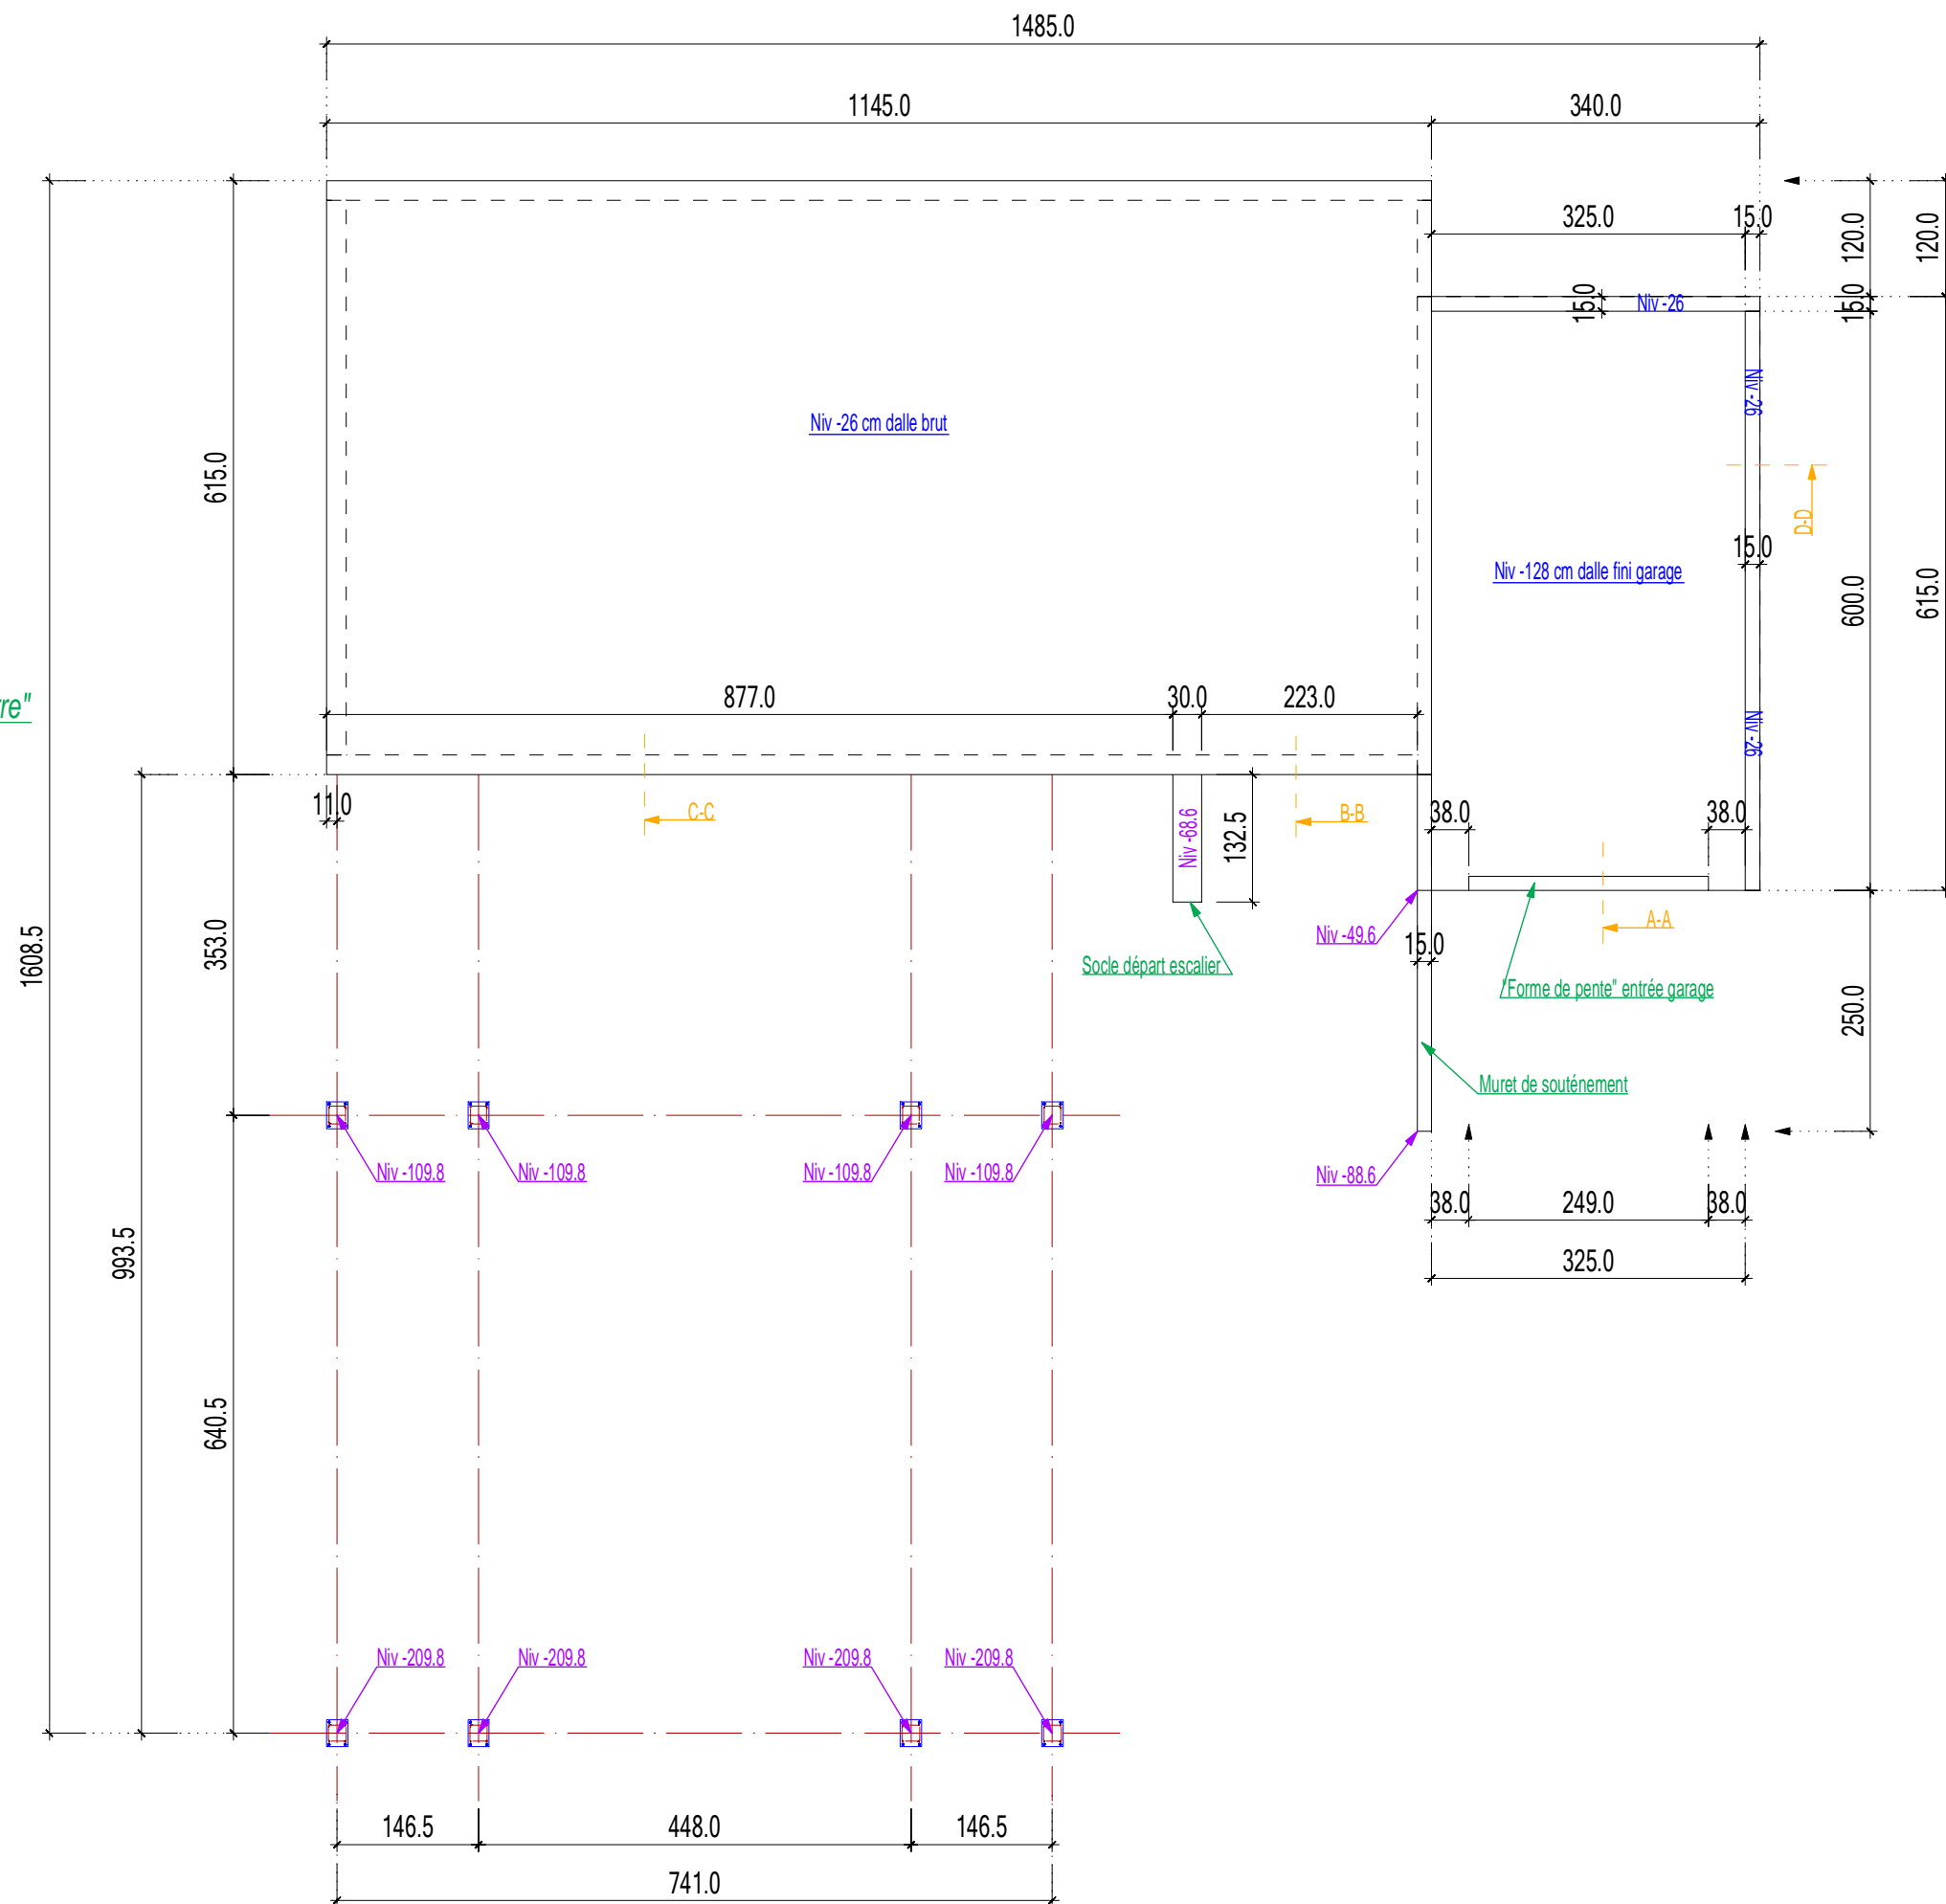 1485.0
1145.0
340.0
325.0
15.0
120.0
120.0
15.0
Niv -26
15.0
Niv -26
Niv -26 cm dalle brut
615.0
D-D
15.0
Niv -128 cm dalle fini garage
600.0
615.0
877.0
30.0
223.0
re"
Niv -26
11.0
C-C
Niv -68.6
132.5
B-B
38.0
38.0
353.0
1608.5
Niv -49.6
15.0
A-A
Socle départ escalier
"Forme de pente" entrée garage
250.0
Muret de souténement
Niv -109.8
Niv -109.8
Niv -109.8
Niv -109.8
Niv -88.6
38.0
249.0
38.0
993.5
325.0
640.5
Niv -209.8
Niv -209.8
Niv -209.8
Niv -209.8
146.5
448.0
146.5
741.0